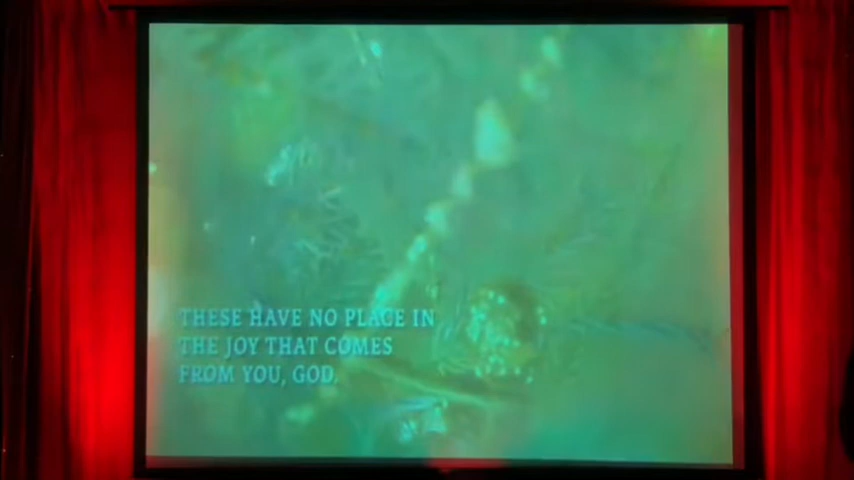 THESE HAVE NO PLACE IN
THE JOY THAT COMES
FROM YOU, GOD.